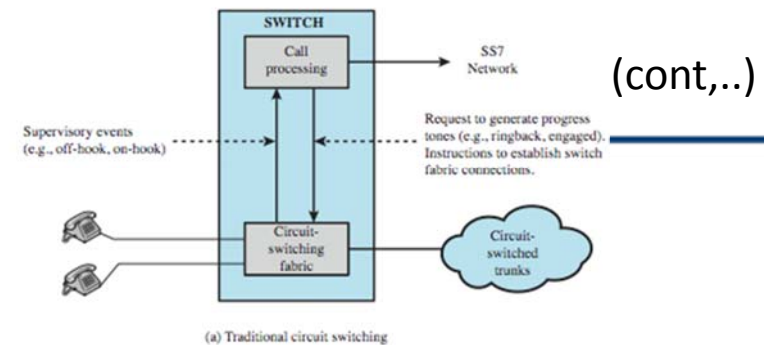 SWITCH
Call
processing
SS7
Network
(cont,..)
Supervisory events
(e.g., off-hook, on-hook)
Request to generate progress
tones (e.g., ringback, engaged).
Instructions to establish switch
fabric connections.
Circuit-
switching
fabric
Circuit-
switched
trunks
(a) Traditional circuit switching